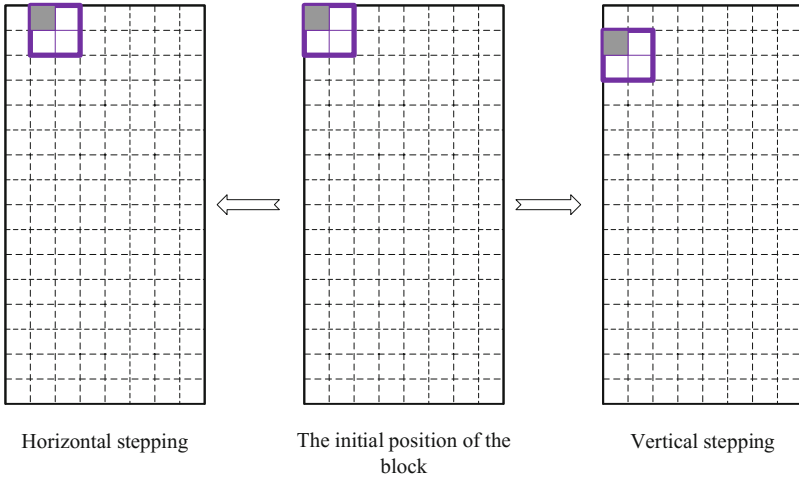 Horizontal stepping
The initial position of the
block
Vertical stepping